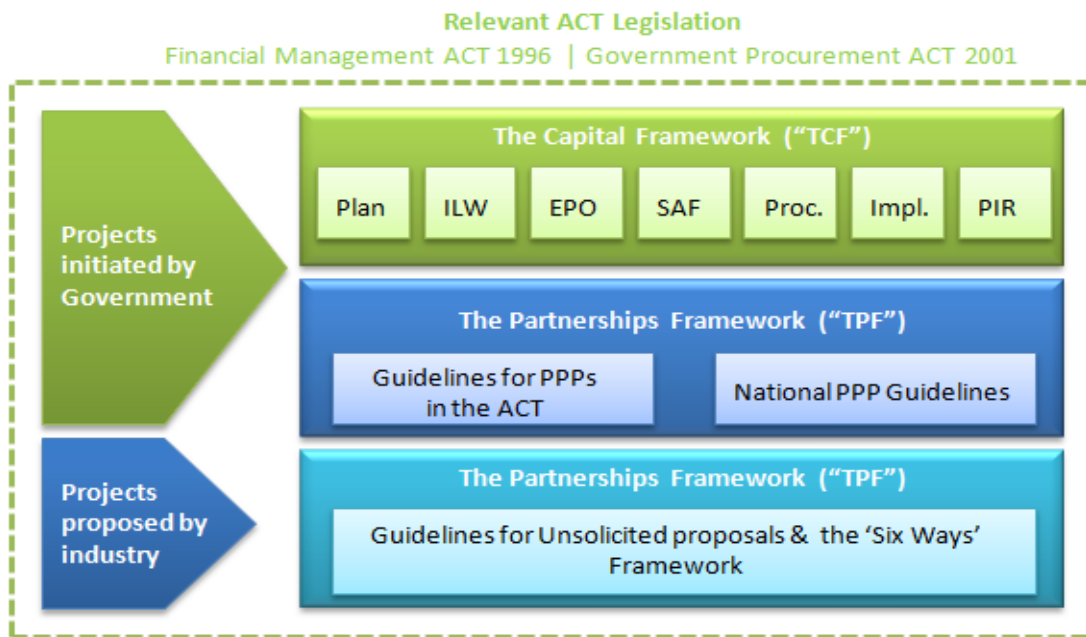 Relevant ACT Legislation
Financial Management ACT 1996 | Government Procurement ACT 2001
Projects
initiated by
Government
The Capital Framework (“TCF”)
Plan
ILW
EPO
SAF
Proc.
Impl.
PIR
The Partnerships Framework (“TPF”)
Guidelines for PPPs
in the ACT
National PPP Guidelines
Projects
proposed by
industry
The Partnerships Framework (“TPF”)
Guidelines for Unsolicited proposals & the ‘Six Ways’
Framework